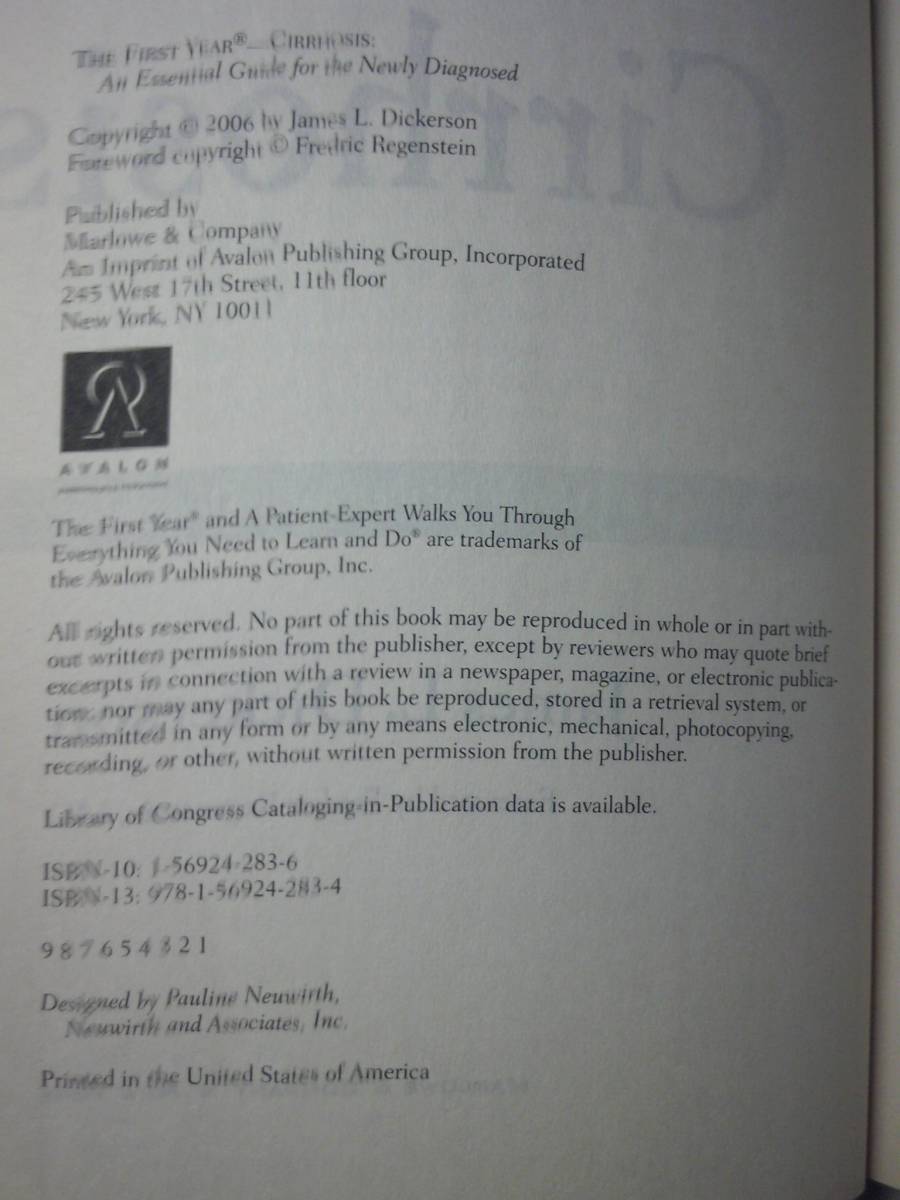 THE FIRST YEAR®—CIRRHOSIS:
An Essential Guide for the Newly Diagnosed
Copyright © 2006 by James L. Dickerson
Foreword copyright © Fredric Regenstein
Published by
Marlowe & Company
An Imprint of Avalon Publishing Group, Incorporated
245 West 17th Street, 11th floor
New York, NY 10011
AVALON
The First Year® and A Patient-Expert Walks You Through
Everything You Need to Learn and Do® are trademarks of
the Avalon Publishing Group, Inc.
All rights reserved. No part of this book may be reproduced in whole or in part with-
out written permission from the publisher, except by reviewers who may quote brief
excerpts in connection with a review in a newspaper, magazine, or electronic publica-
tion; nor may any part of this book be reproduced, stored in a retrieval system, or
transmitted in any form or by any means electronic, mechanical, photocopying,
recording, or other, without written permission from the publisher.
Library of Congress Cataloging-in-Publication data is available.
ISBN-10: 1-56924-283-6
ISBN-13: 978-1-56924-283-4
9 8 7 6 5 4 3 2 1
Designed by Pauline Neuwirth,
Neuwirth and Associates, Inc.
Printed in the United States of America
Cirrhosis